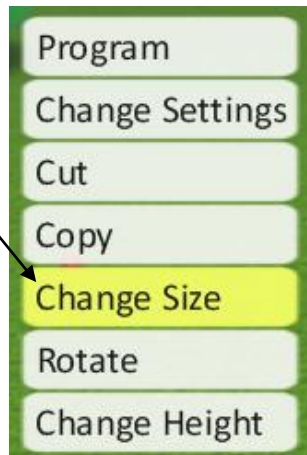 Program
Change Settings
Cut
Copy
Change Size
Rotate
Change Height